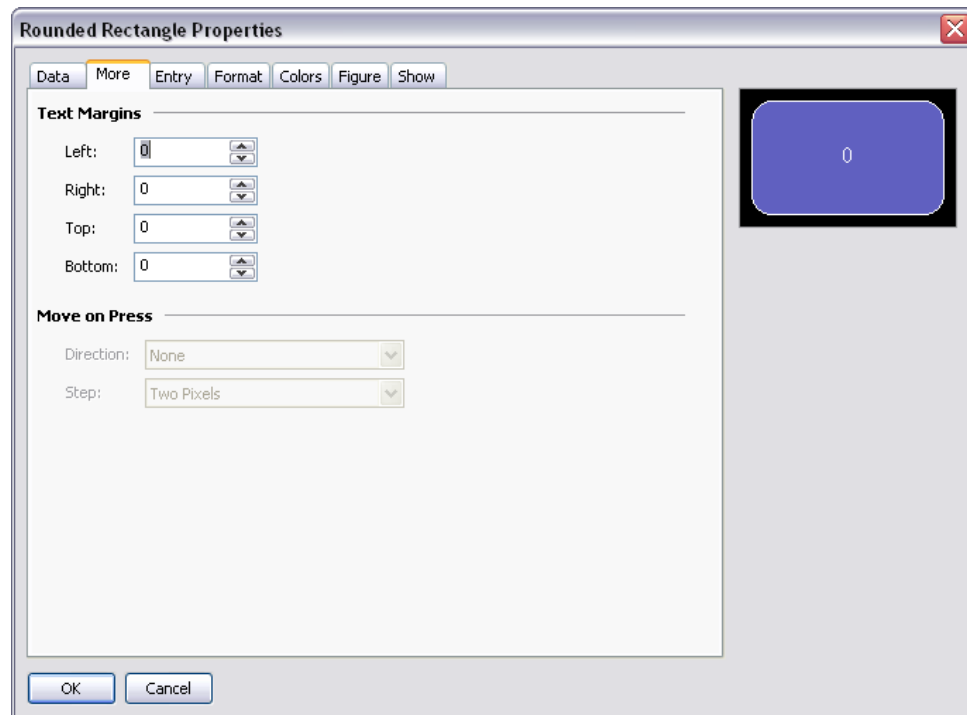 Rounded Rectangle Properties
Data More Entry Format Colors Figure Show
Text Margins
Left: 0
Right: 0
Top: 0
Bottom: 0
Move on Press
Direction: None
Step: Two Pixels
0
OK Cancel